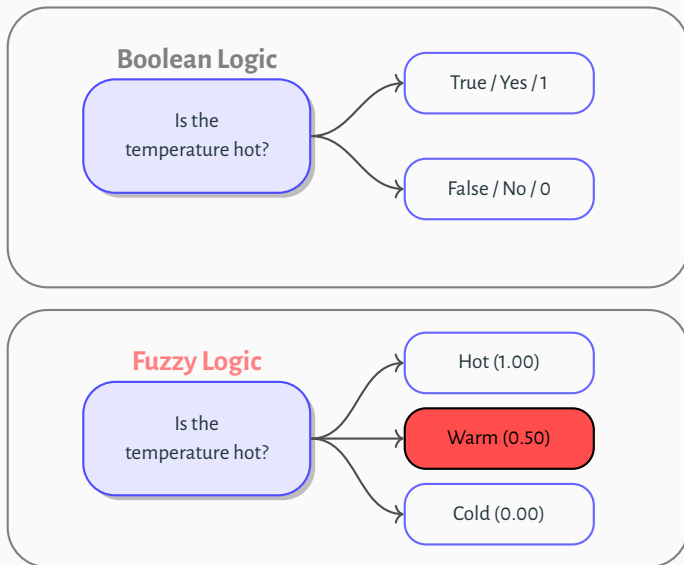 Boolean Logic
Is the
temperature hot?
True / Yes / 1
False / No / 0
Fuzzy Logic
Is the
temperature hot?
Hot (1.00)
Warm (0.50)
Cold (0.00)